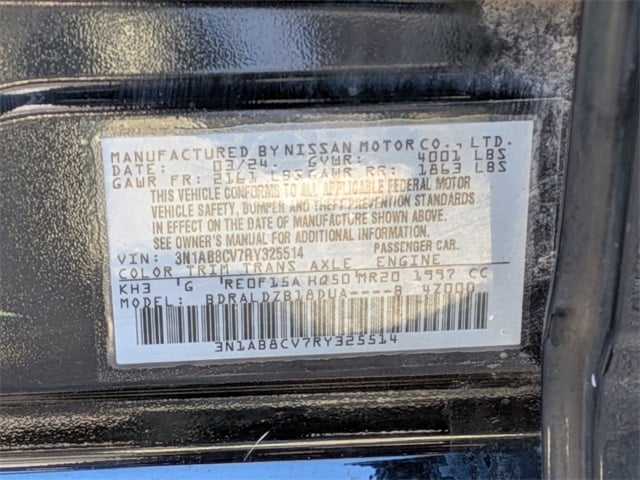 MANUFACTURED BY NISSAN MOTOR CO., LTD.
DATE: 03/24. GVWR: 4001 LBS
GAWR FR: 2161 LBS GAWR RR: 1863 LBS
THIS VEHICLE CONFORMS TO ALL APPLICABLE FEDERAL MOTOR
VEHICLE SAFETY, BUMPER AND THEFT PREVENTION STANDARDS
IN EFFECT ON THE DATE OF MANUFACTURE SHOWN ABOVE.
SEE OWNER'S MANUAL FOR ADDITIONAL INFORMATION.
VIN: 3N1AB8CV7RY325514 PASSENGER CAR.
COLOR TRIM TRANS AXLE ENGINE
KH3 G RE0F15A HQ50 MR20 1997 CC
MODEL: BDRALDZB18DUA----B 4Z000
3N1AB8CV7RY325514